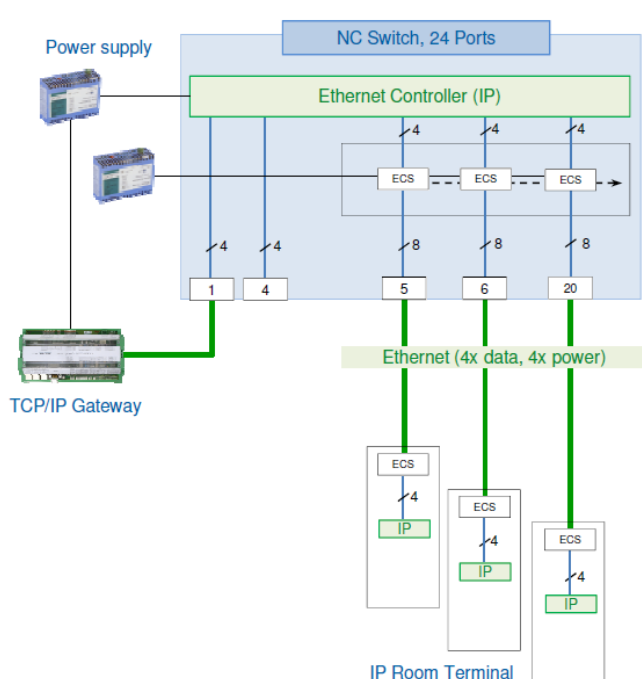 NC Switch, 24 Ports
Power supply
Ethernet Controller (IP)
4
4
4
ECS
ECS
ECS
4
4
8
8
8
1
4
5
6
20
Ethernet (4x data, 4x power)
TCP/IP Gateway
ECS
4
IP
ECS
4
IP
ECS
4
IP
IP Room Terminal